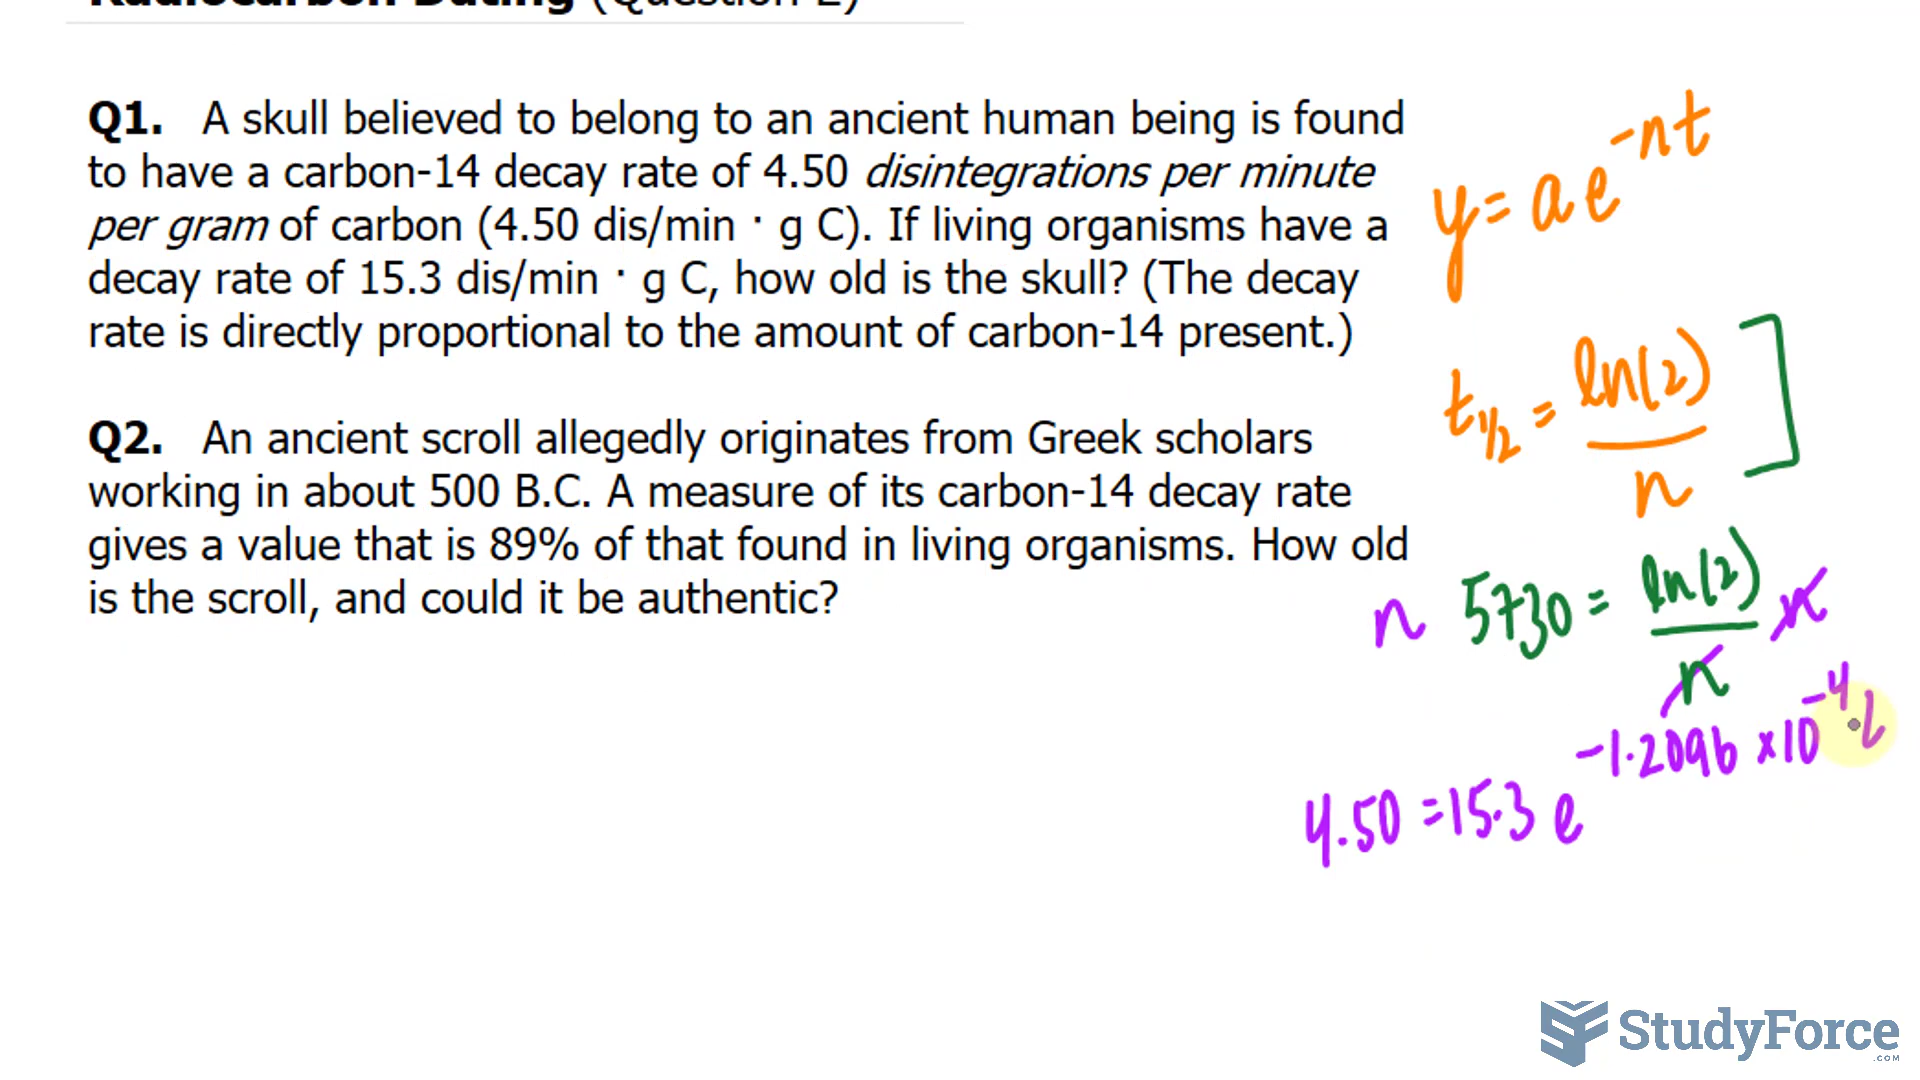 Radiocarbon Dating (Question 2)
Q1. A skull believed to belong to an ancient human being is found
to have a carbon-14 decay rate of 4.50 disintegrations per minute
per gram of carbon (4.50 dis/min · g C). If living organisms have a
decay rate of 15.3 dis/min · g C, how old is the skull? (The decay
rate is directly proportional to the amount of carbon-14 present.)
Q2. An ancient scroll allegedly originates from Greek scholars
working in about 500 B.C. A measure of its carbon-14 decay rate
gives a value that is 89% of that found in living organisms. How old
is the scroll, and could it be authentic?
y = a e^-nt
t1/2 = ln(2) / n ]
n 5730 = ln(2) / n n
4.50 = 15.3 e^-1.2096 x 10^-4
StudyForce
.COM